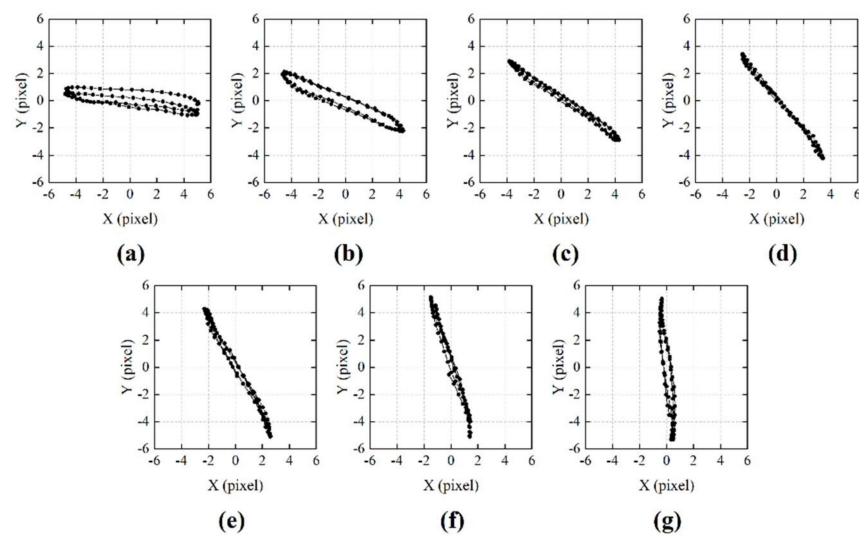 6 6 6 6
4 4 4 4
2 2 2 2
0 0 0 0
-2 -2 -2 -2
-4 -4 -4 -4
-6 -6 -6 -6
Y (pixel) Y (pixel) Y (pixel) Y (pixel)
-6 -4 -2 0 2 4 6 -6 -4 -2 0 2 4 6 -6 -4 -2 0 2 4 6 -6 -4 -2 0 2 4 6
X (pixel) X (pixel) X (pixel) X (pixel)
(a) (b) (c) (d)
6 6 6
4 4 4
2 2 2
0 0 0
-2 -2 -2
-4 -4 -4
-6 -6 -6
Y (pixel) Y (pixel) Y (pixel)
-6 -4 -2 0 2 4 6 -6 -4 -2 0 2 4 6 -6 -4 -2 0 2 4 6
X (pixel) X (pixel) X (pixel)
(e) (f) (g)